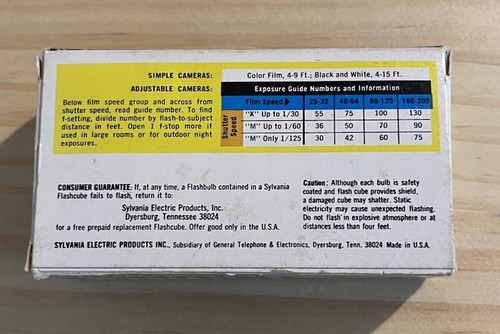 SIMPLE CAMERAS: Color Film, 4-9 Ft.; Black and White, 4-15 Ft.
ADJUSTABLE CAMERAS: Exposure Guide Numbers and Information
Film Speed ▶ 25-32 40-64 80-125 160-200
Shutter Speed
"X" Up to 1/30 55 75 100 130
"M" Up to 1/60 36 50 70 90
"M" Only 1/125 30 42 60 75
Below film speed group and across from
shutter speed, read guide number. To find
f-setting, divide number by flash-to-subject
distance in feet. Open 1 f-stop more if
used in large rooms or for outdoor night
exposures.
CONSUMER GUARANTEE: If, at any time, a Flashbulb contained in a Sylvania
Flashcube fails to flash, return it to:
Sylvania Electric Products, Inc.
Dyersburg, Tennessee 38024
for a free prepaid replacement Flashcube. Offer good only in the U.S.A.
Caution: Although each bulb is safety
coated and flash cube provides shield,
a damaged cube may shatter. Static
electricity may cause unexpected flashing.
Do not flash in explosive atmosphere or at
distances less than four feet.
SYLVANIA ELECTRIC PRODUCTS INC., Subsidiary of General Telephone & Electronics, Dyersburg, Tenn. 38024 Made in U.S.A.